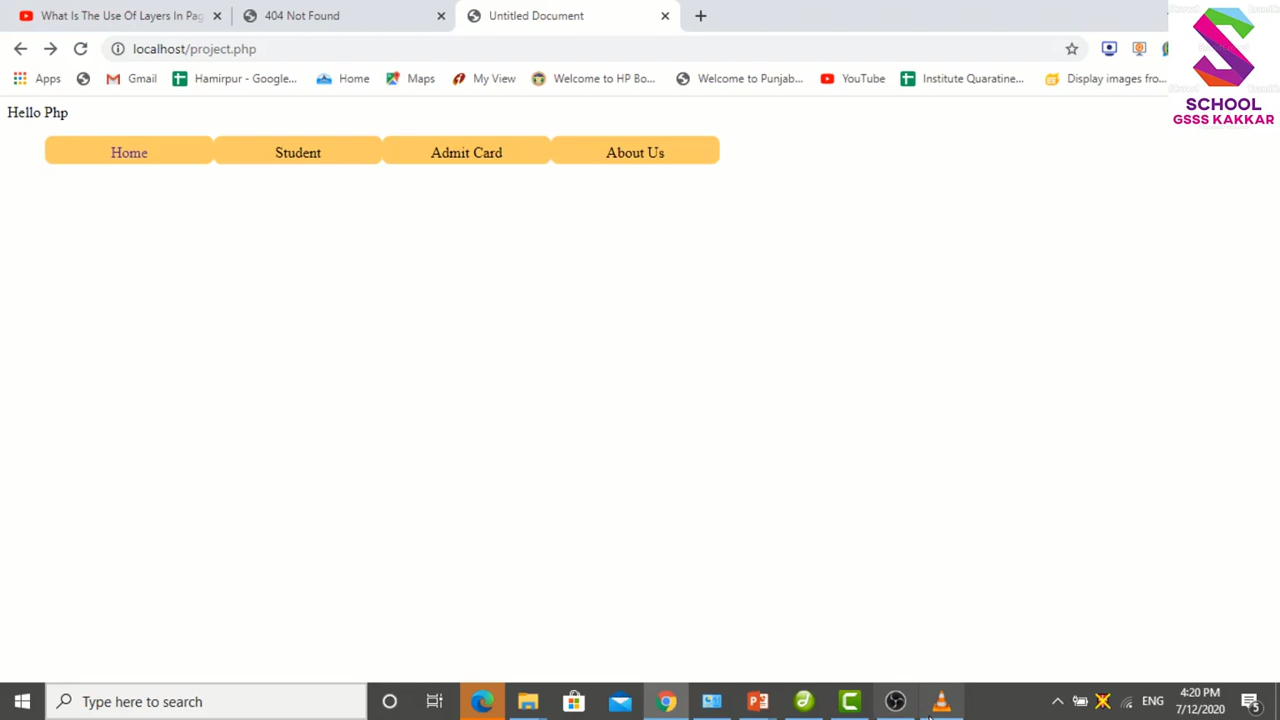 What Is The Use Of Layers In Pag
404 Not Found
Untitled Document
localhost/project.php
Apps
Gmail
Hamirpur - Google...
Home
Maps
My View
Welcome to HP Bo...
Welcome to Punjab...
YouTube
Institute Quaratine...
Display images fro...
SCHOOL
GSSS KAKKAR
Hello Php
Home
Student
Admit Card
About Us
Type here to search
ENG
4:20 PM
7/12/2020
5